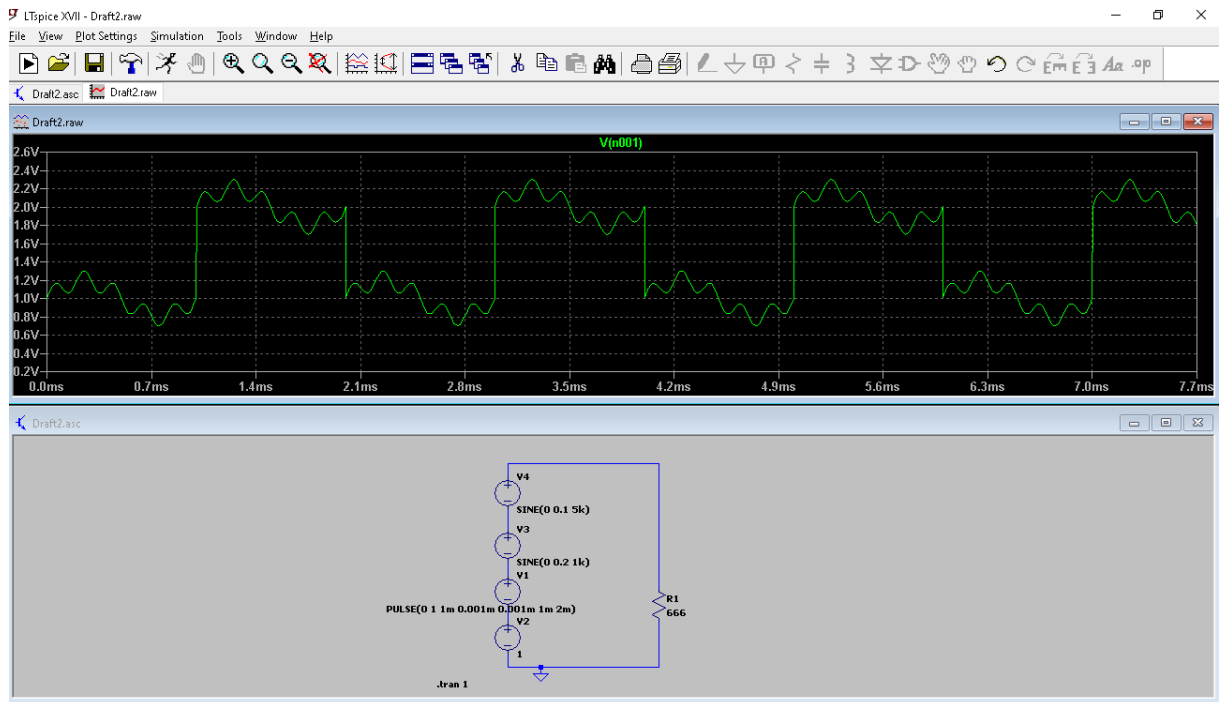 LTspice XVII - Draft2.raw
File View Plot Settings Simulation Tools Window Help
Draft2.asc Draft2.raw
Draft2.raw
V(n001)
2.6V
2.4V
2.2V
2.0V
1.8V
1.6V
1.4V
1.2V
1.0V
0.8V
0.6V
0.4V
0.2V
0.0ms 0.7ms 1.4ms 2.1ms 2.8ms 3.5ms 4.2ms 4.9ms 5.6ms 6.3ms 7.0ms 7.7ms
Draft2.asc
V4
SINE(0 0.1 5k)
V3
SINE(0 0.2 1k)
V1
PULSE(0 1 1m 0.001m 0.001m 1m 2m)
V2
1
R1
666
.tran 1